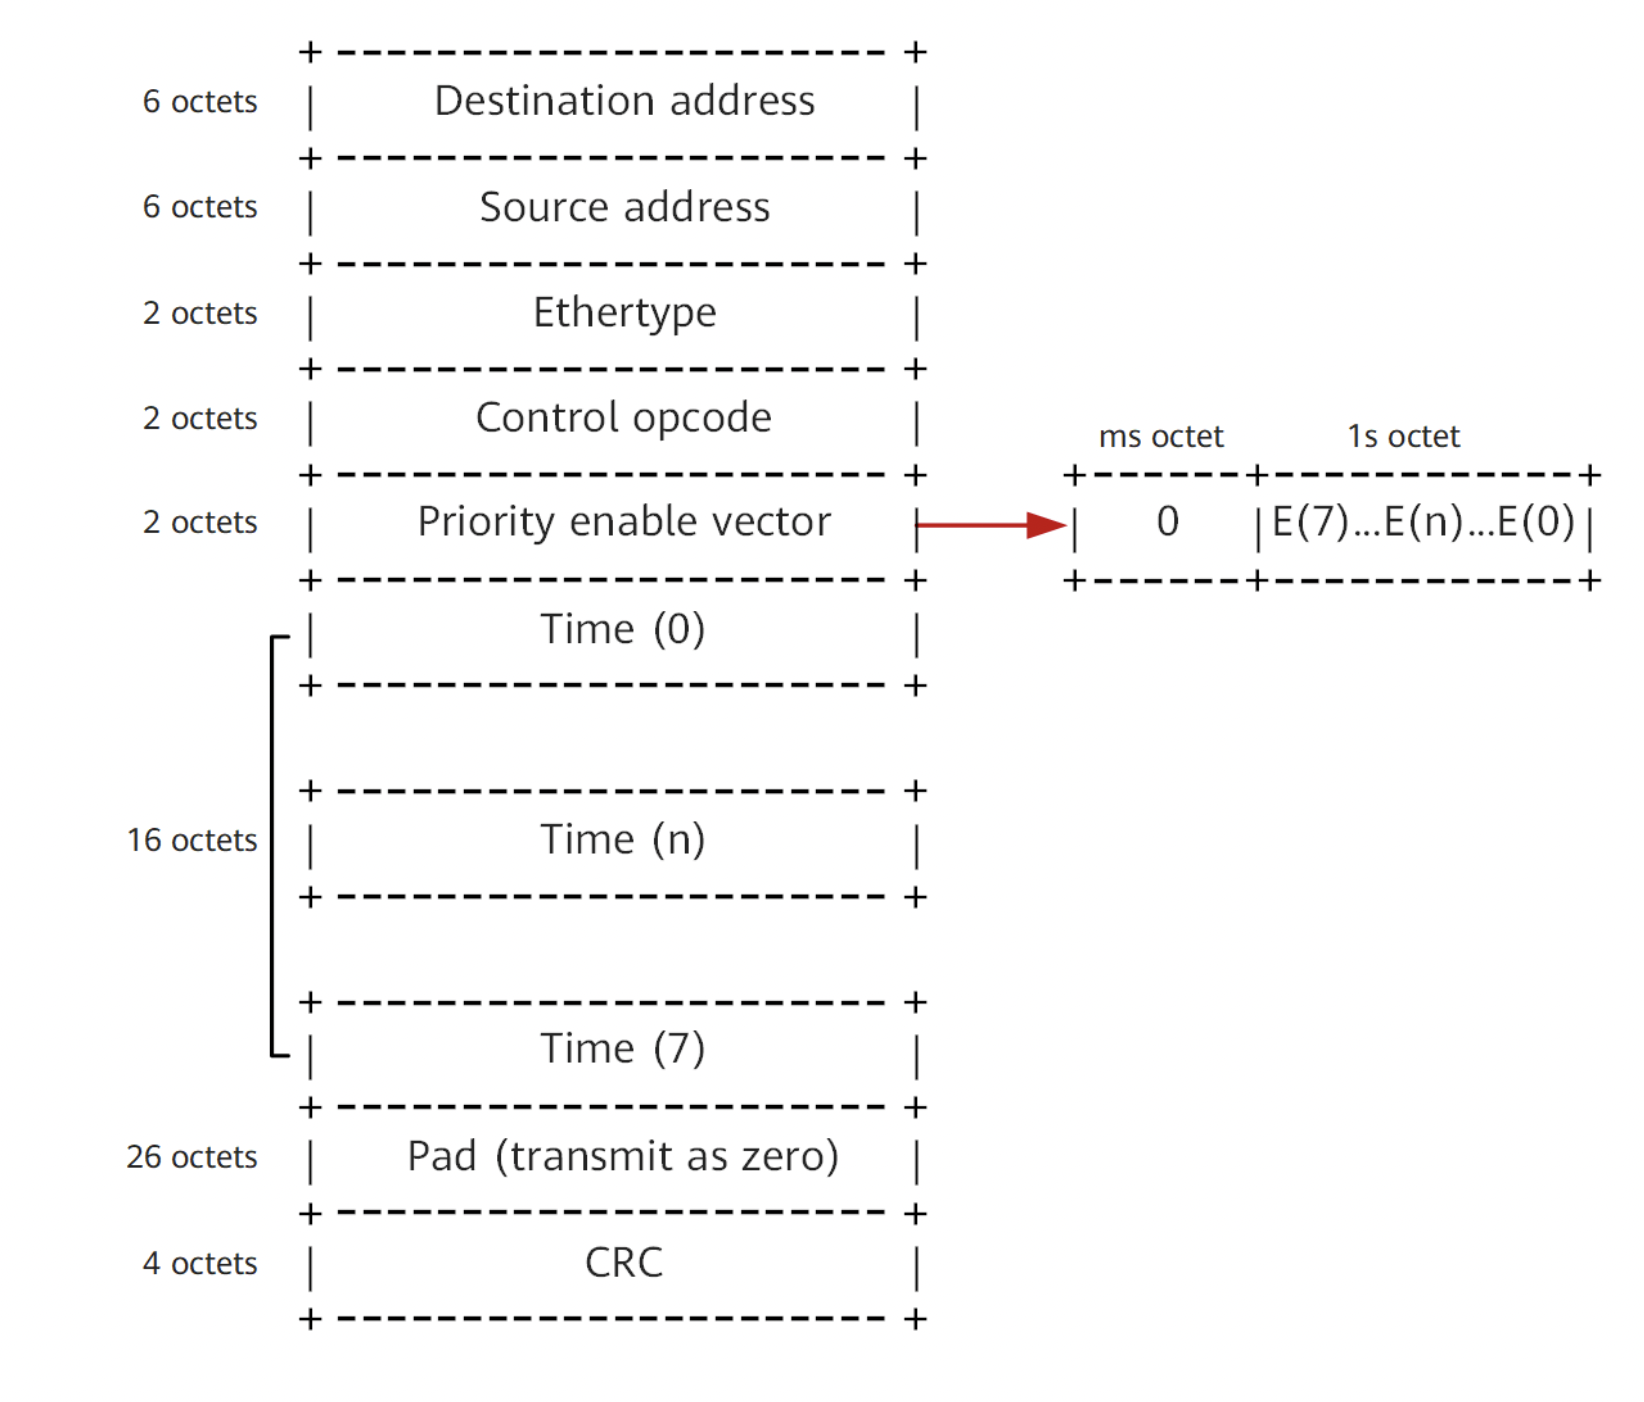 6 octets Destination address
6 octets Source address
2 octets Ethertype
2 octets Control opcode
ms octet 1s octet
2 octets Priority enable vector 0 E(7)...E(n)...E(0)
Time (0)
16 octets Time (n)
Time (7)
26 octets Pad (transmit as zero)
4 octets CRC